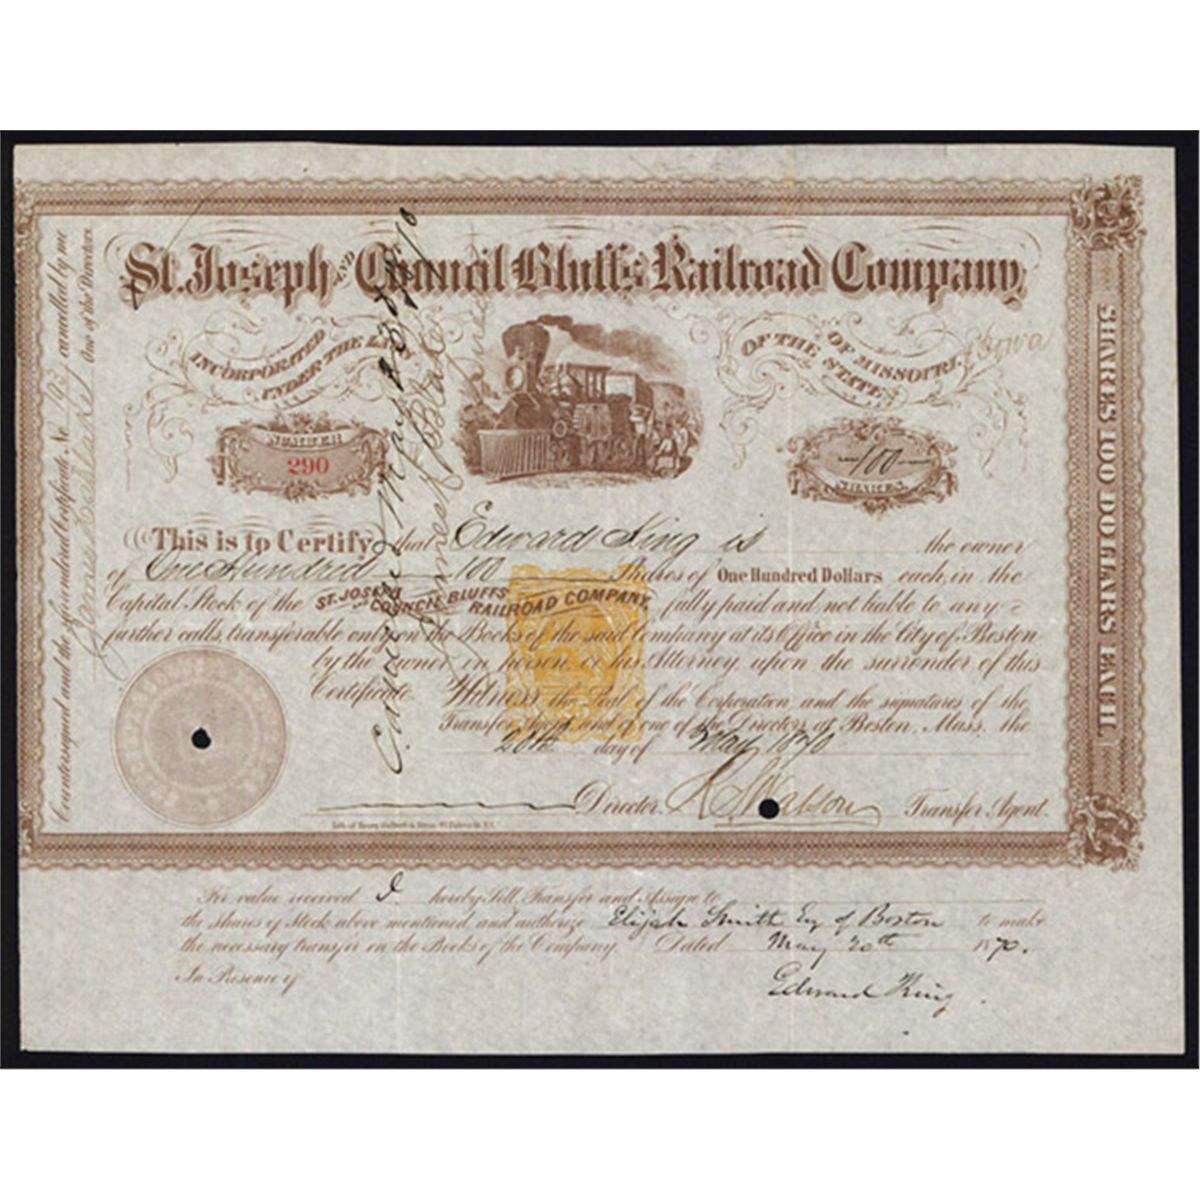 St. Joseph AND Council Bluffs Railroad Company,
INCORPORATED UNDER THE LAWS
OF THE STATE OF MISSOURI, & Iowa
NUMBER
290
100
SHARES.
This is to Certify that Edward King is the owner
of One Hundred 100 Shares of One Hundred Dollars each, in the
Capital Stock of the ST. JOSEPH AND COUNCIL BLUFFS RAILROAD COMPANY, fully paid and not liable to any
further calls, transferable only on the Books of the said Company at its Office in the City of Boston
by the owner in person, or his Attorney, upon the surrender of this
Certificate. Witness the Seal of the Corporation and the signatures of the
Transfer Agent and of one of the Directors, at Boston, Mass. the
20th day of May 1870
Director. Transfer Agent.
SHARES 100 DOLLARS EACH
Countersigned and the surrendered Certificate No. cancelled by me
One of the Directors.
Cancelled May 23d 1870
For value received I hereby Sell, Transfer and Assign to
the shares of Stock above mentioned, and authorize Elijah Smith Esq of Boston to make
the necessary transfer on the Books of the Company. Dated May 20th 1870.
In Presence of
Edward King